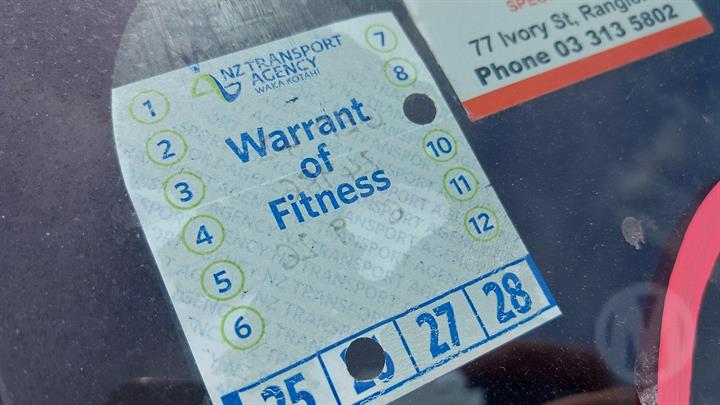 NZ TRANSPORT
AGENCY
WAKA KOTAHI
Warrant
of
Fitness
1
2
3
4
5
6
7
8
10
11
12
25
27
28
77 Ivory St, Rangio
Phone 03 313 5802